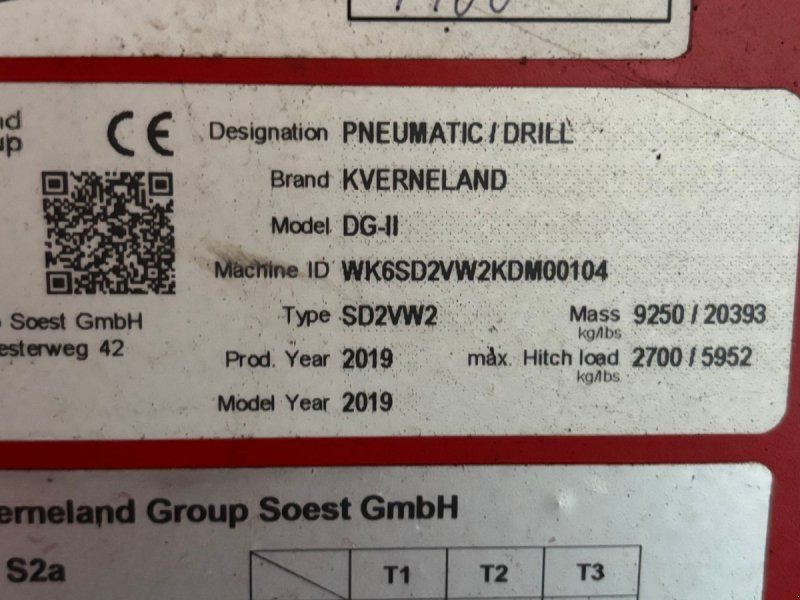 nd
up
CE
Designation PNEUMATIC / DRILL
Brand KVERNELAND
Model DG-II
Machine ID WK6SD2VW2KDM00104
p Soest GmbH
Type SD2VW2 Mass 9250 / 20393
kg/lbs
esterweg 42
Prod. Year 2019 max. Hitch load 2700 / 5952
kg/lbs
Model Year 2019
erneland Group Soest GmbH
S2a
T1 T2 T3